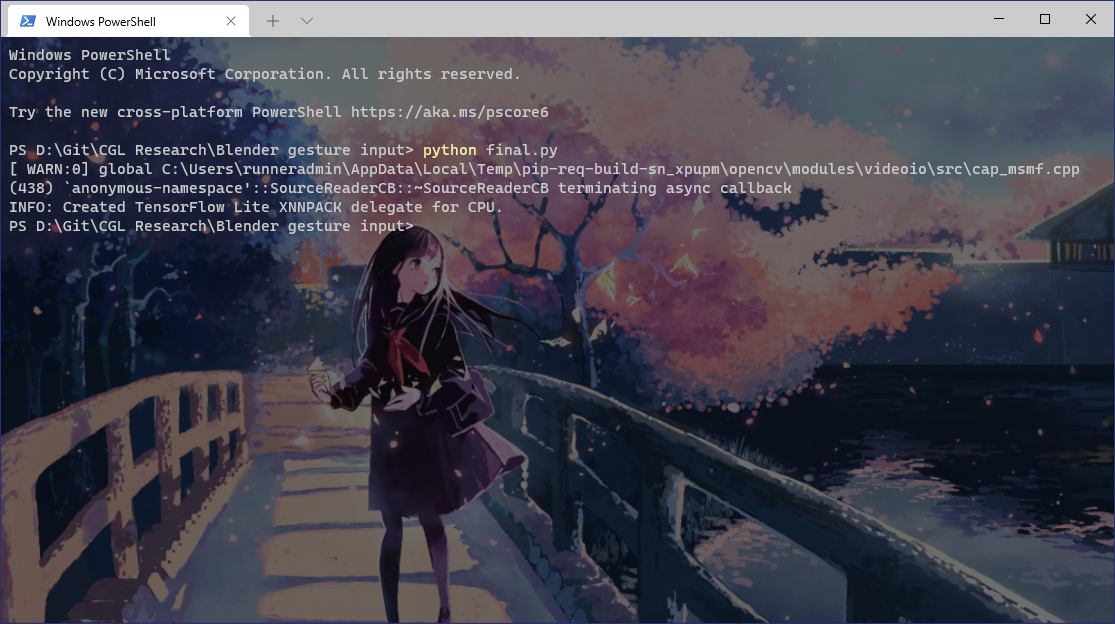 Windows PowerShell
Windows PowerShell
Copyright (C) Microsoft Corporation. All rights reserved.
Try the new cross-platform PowerShell https://aka.ms/pscore6
PS D:\Git\CGL Research\Blender gesture input> python final.py
[ WARN:0] global C:\Users\runneradmin\AppData\Local\Temp\pip-req-build-sn_xpupm\opencv\modules\videoio\src\cap_msmf.cpp
(438) `anonymous-namespace'::SourceReaderCB::~SourceReaderCB terminating async callback
INFO: Created TensorFlow Lite XNNPACK delegate for CPU.
PS D:\Git\CGL Research\Blender gesture input>